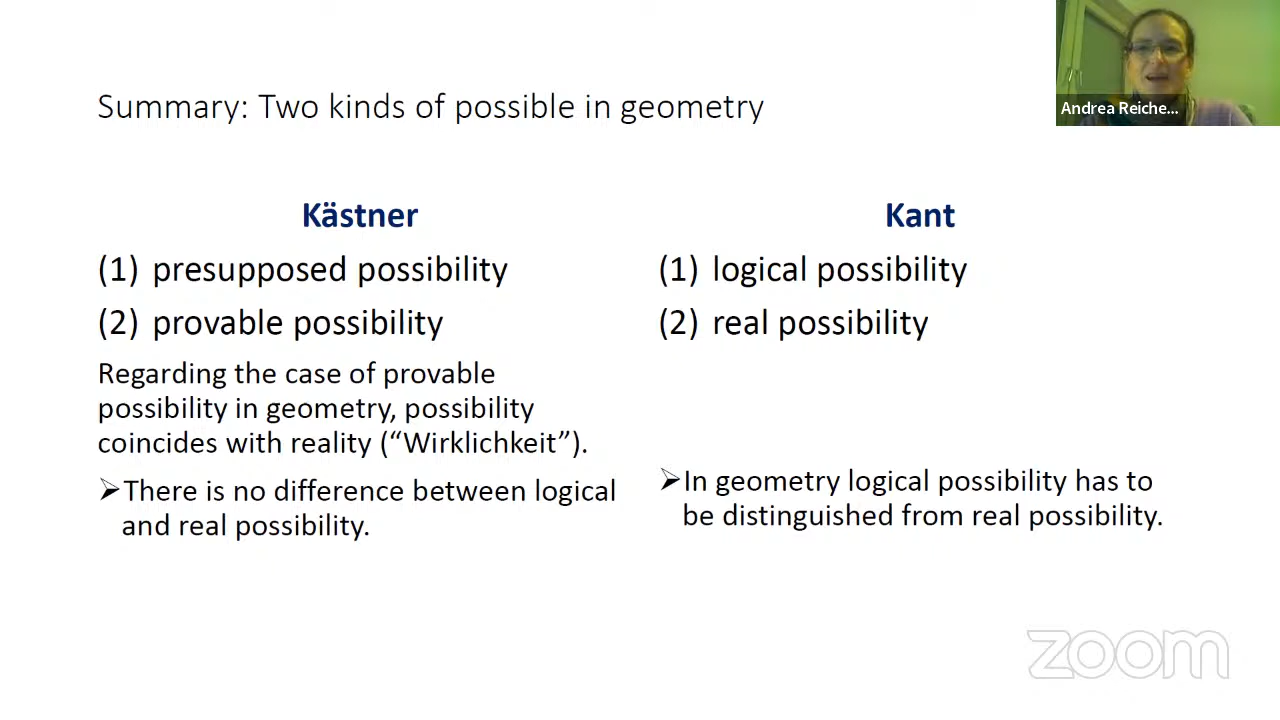 Summary: Two kinds of possible in geometry
Andrea Reiche...
Kästner
(1) presupposed possibility
(2) provable possibility
Regarding the case of provable
possibility in geometry, possibility
coincides with reality (“Wirklichkeit”).
➢There is no difference between logical
and real possibility.
Kant
(1) logical possibility
(2) real possibility
➢In geometry logical possibility has to
be distinguished from real possibility.
zoom